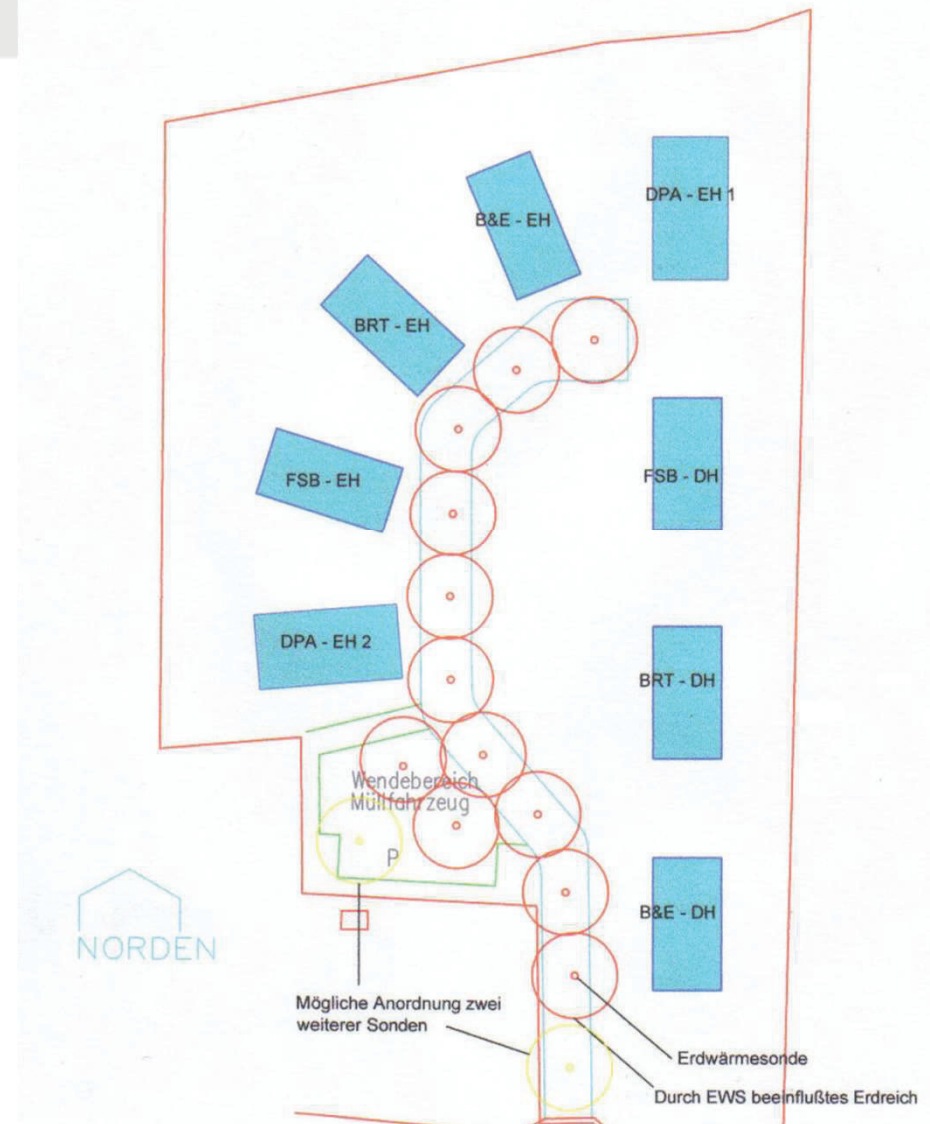 DPA - EH 1
B&E - EH
BRT - EH
FSB - EH
FSB - DH
DPA - EH 2
BRT - DH
Wendebereich
Müllfahrzeug
P
B&E - DH
NORDEN
Mögliche Anordnung zwei
weiterer Sonden
Erdwärmesonde
Durch EWS beeinflußtes Erdreich